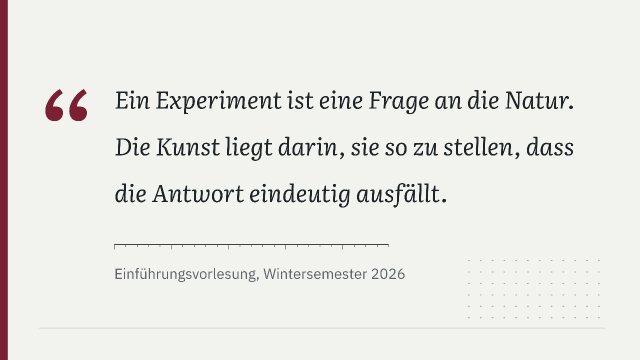 “
Ein Experiment ist eine Frage an die Natur.
Die Kunst liegt darin, sie so zu stellen, dass
die Antwort eindeutig ausfällt.
Einführungsvorlesung, Wintersemester 2026